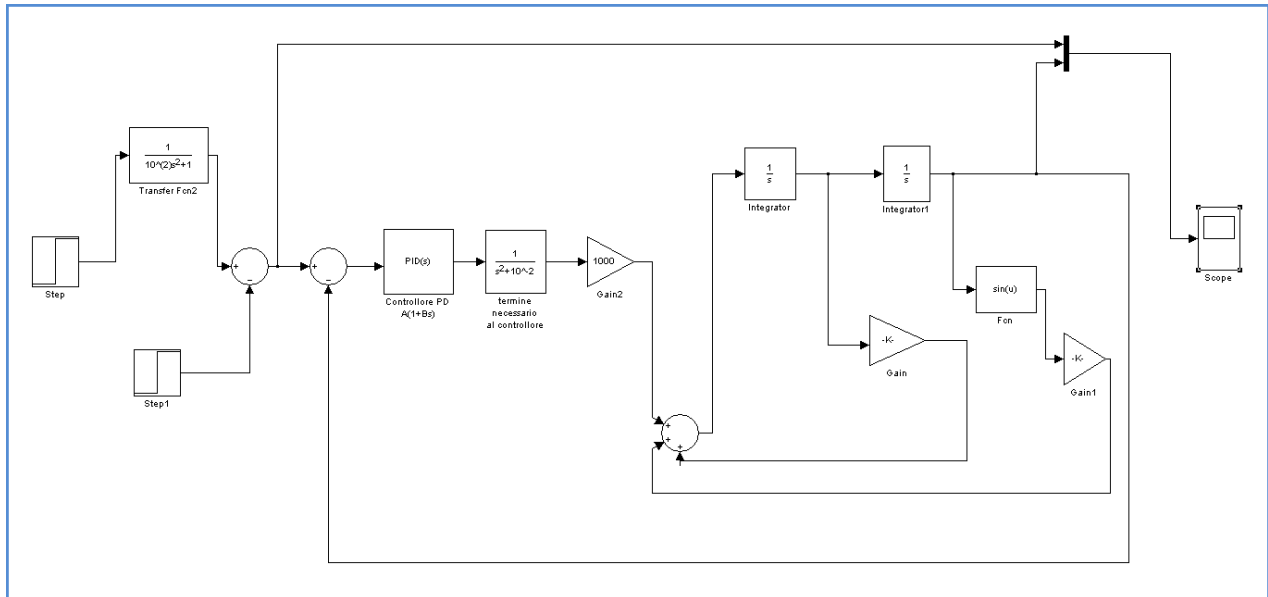 1
10^(2)s²+1
Transfer Fcn2
+
−
Step
Step1
+
−
PID(s)
Controllore PD
A(1+Bs)
1
s²+10^-2
termine
necessario
al controllore
1000
Gain2
+
+
+
1
s
Integrator
1
s
Integrator1
-K-
Gain
sin(u)
Fcn
-K-
Gain1
Scope